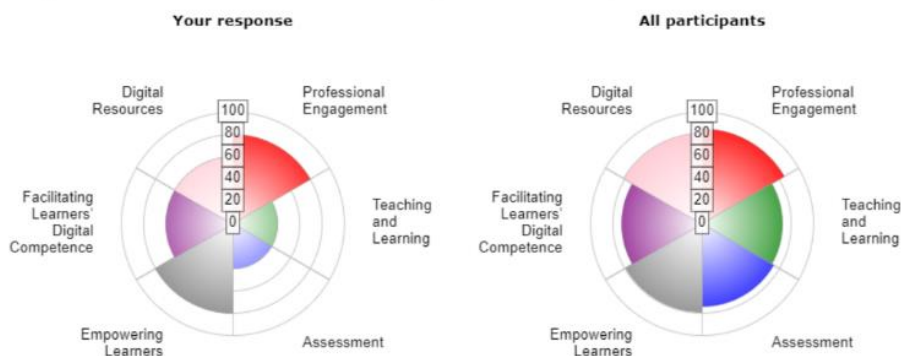 Your response
Digital
Resources
Professional
Engagement
100
80
60
40
20
0
Facilitating
Learners'
Digital
Competence
Teaching
and
Learning
Empowering
Learners
Assessment
All participants
Digital
Resources
Professional
Engagement
100
80
60
40
20
0
Facilitating
Learners'
Digital
Competence
Teaching
and
Learning
Empowering
Learners
Assessment